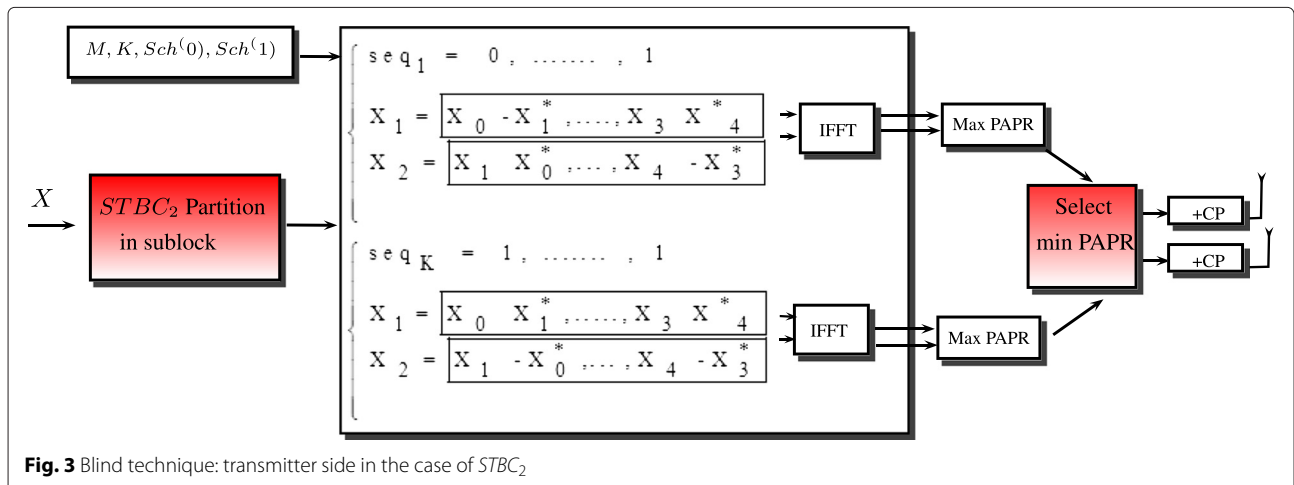 M, K, Sch⁽0), Sch⁽1)
seq₁ = 0 , ....... , 1
X₁ = X₀ -X₁* ,....., X₃ X*₄
X₂ = X₁ X₀* ,... , X₄ -X₃*
IFFT
Max PAPR
X
STBC₂ Partition
in sublock
Select
min PAPR
+CP
+CP
seq_K = 1 , ....... , 1
X₁ = X₀ X₁* ,....., X₃ X*₄
X₂ = X₁ -X₀* ,... , X₄ -X₃*
IFFT
Max PAPR
Fig. 3 Blind technique: transmitter side in the case of STBC₂